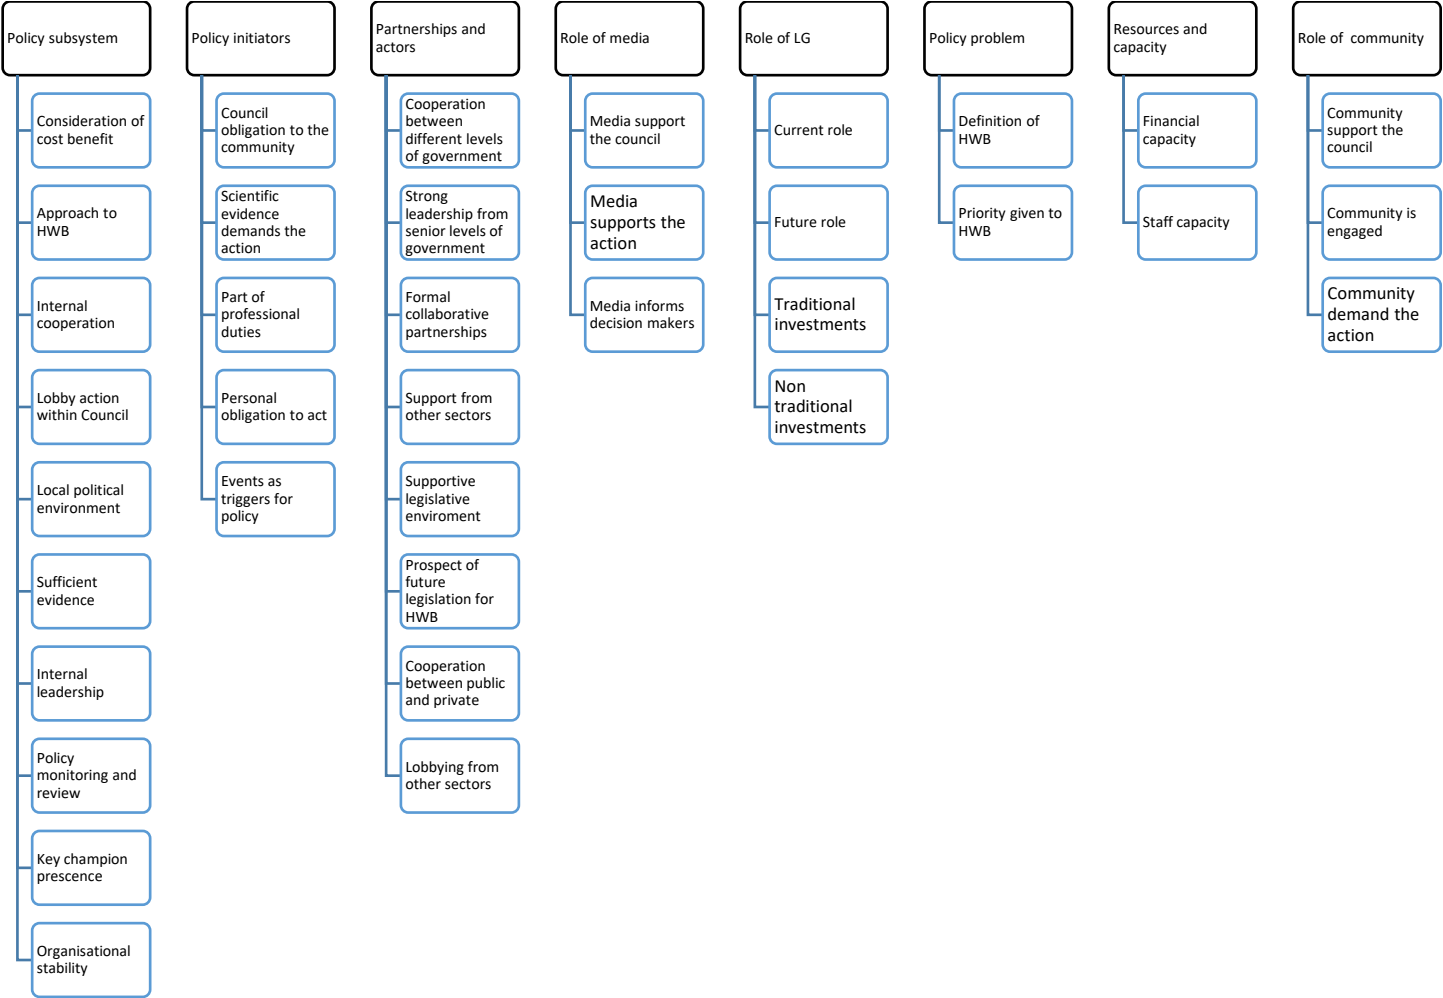 Policy subsystem
Consideration of
cost benefit
Approach to
HWB
Internal
cooperation
Lobby action
within Council
Local political
environment
Sufficient
evidence
Internal
leadership
Policy
monitoring and
review
Key champion
prescence
Organisational
stability
Policy initiators
Council
obligation to the
community
Scientific
evidence
demands the
action
Part of
professional
duties
Personal
obligation to act
Events as
triggers for
policy
Partnerships and
actors
Cooperation
between
different levels
of government
Strong
leadership from
senior levels of
government
Formal
collaborative
partnerships
Support from
other sectors
Supportive
legislative
enviroment
Prospect of
future
legislation for
HWB
Cooperation
between public
and private
Lobbying from
other sectors
Role of media
Media support
the council
Media
supports the
action
Media informs
decision makers
Role of LG
Current role
Future role
Traditional
investments
Non
traditional
investments
Policy problem
Definition of
HWB
Priority given to
HWB
Resources and
capacity
Financial
capacity
Staff capacity
Role of  community
Community
support the
council
Community is
engaged
Community
demand the
action